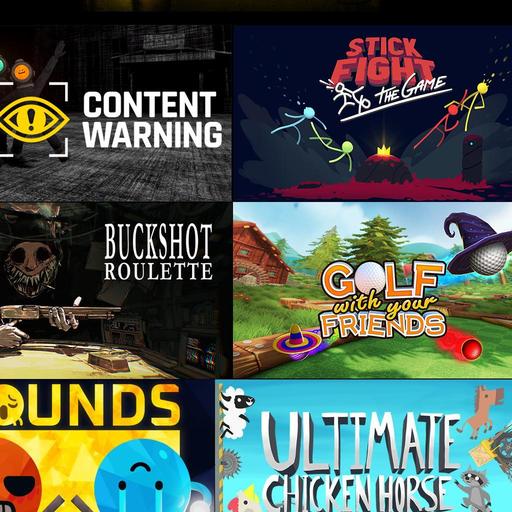 CONTENT
WARNING
STICK
FIGHT
THE GAME
BUCKSHOT
ROULETTE
GOLF
with your
FRIENDS
OUNDS
ULTIMATE
CHICKEN HORSE